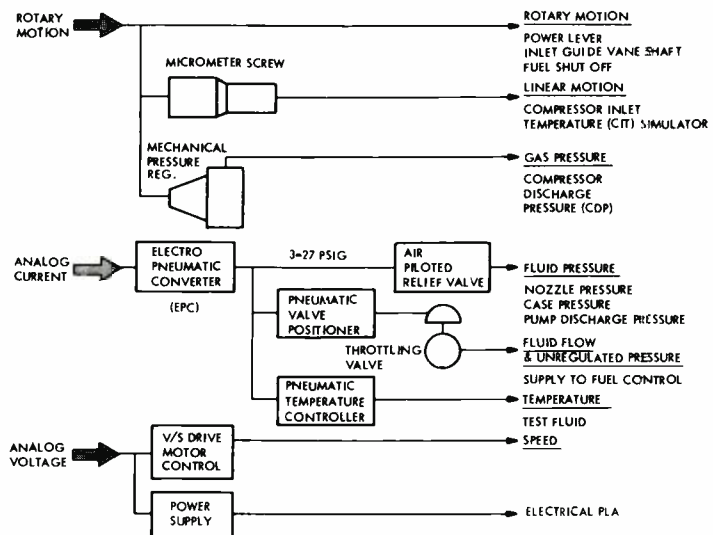 ROTARY
MOTION
ROTARY MOTION
POWER LEVER
INLET GUIDE VANE SHAFT
FUEL SHUT OFF
MICROMETER SCREW
LINEAR MOTION
COMPRESSOR INLET
TEMPERATURE (CIT) SIMULATOR
MECHANICAL
PRESSURE
REG.
GAS PRESSURE
COMPRESSOR
DISCHARGE
PRESSURE (CDP)
ANALOG
CURRENT
ELECTRO
PNEUMATIC
CONVERTER
(EPC)
3-27 PSIG
AIR
PILOTED
RELIEF VALVE
FLUID PRESSURE
NOZZLE PRESSURE
CASE PRESSURE
PUMP DISCHARGE PRESSURE
PNEUMATIC
VALVE
POSITIONER
THROTTLING
VALVE
FLUID FLOW
& UNREGULATED PRESSURE
SUPPLY TO FUEL CONTROL
PNEUMATIC
TEMPERATURE
CONTROLLER
TEMPERATURE
TEST FLUID
ANALOG
VOLTAGE
V/S DRIVE
MOTOR
CONTROL
SPEED
POWER
SUPPLY
ELECTRICAL PLA